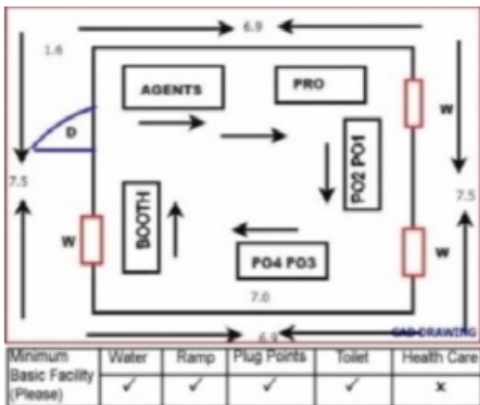 6.9
1.6
AGENTS
PRO
W
D
PO2 PO1
7.5
7.5
BOOTH
W
W
PO4 PO3
7.0
6.9
CAD DRAWING
Minimum Basic Facility (Please)
Water
Ramp
Plug Points
Toilet
Health Care
✓
✓
✓
✓
x